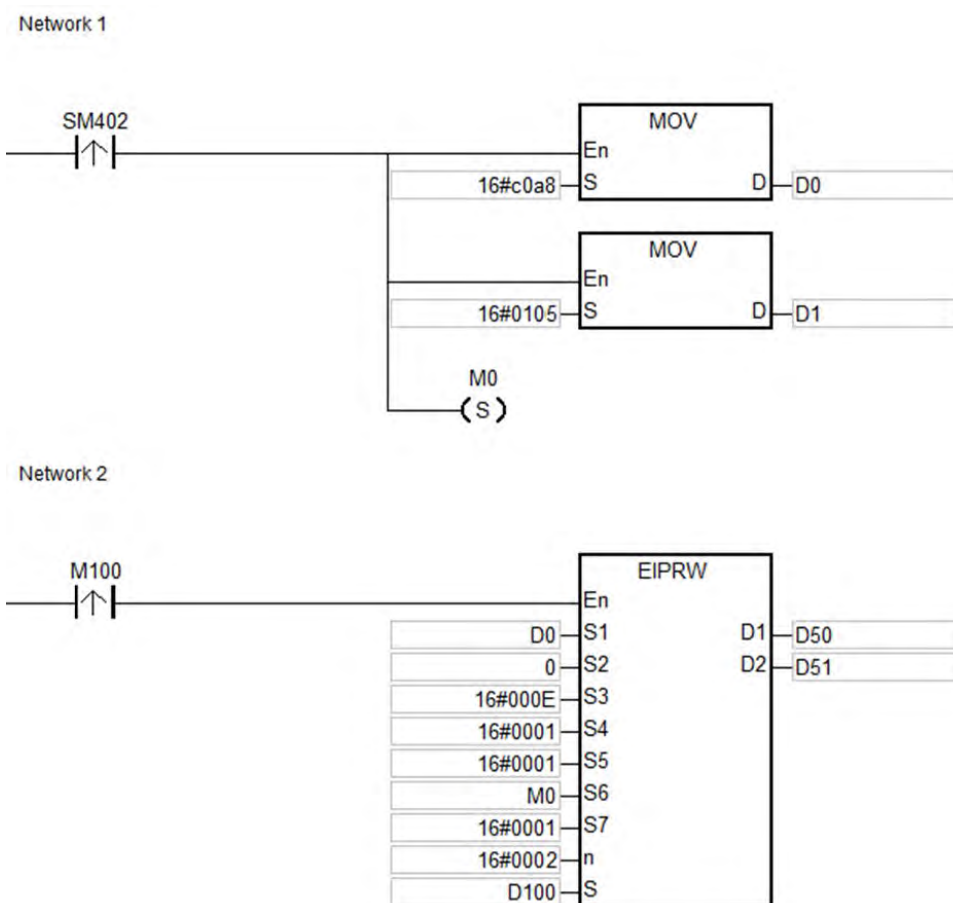 Network 1
SM402
MOV
En
16#c0a8 S D D0
MOV
En
16#0105 S D D1
M0
S
Network 2
M100
EIPRW
En
D0 S1 D1 D50
0 S2 D2 D51
16#000E S3
16#0001 S4
16#0001 S5
M0 S6
16#0001 S7
16#0002 n
D100 S